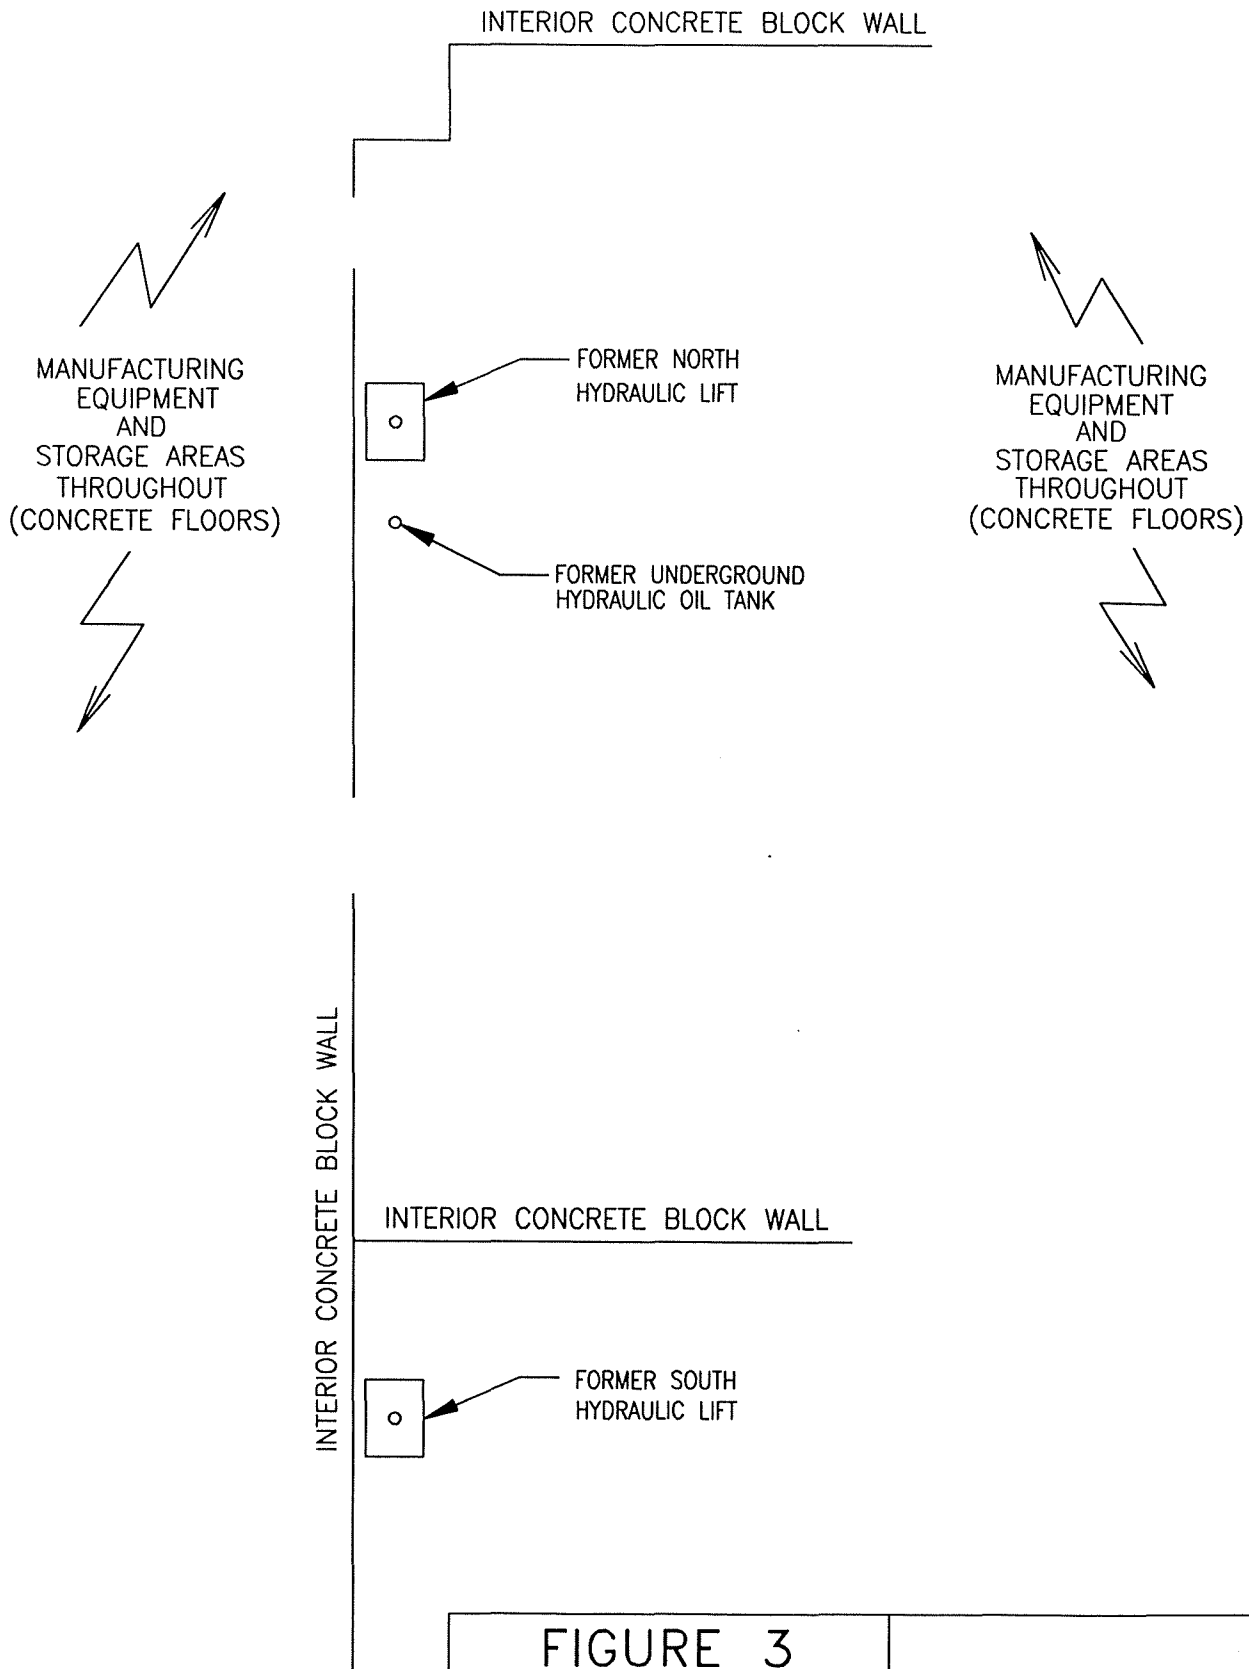 INTERIOR CONCRETE BLOCK WALL
MANUFACTURING
EQUIPMENT
AND
STORAGE AREAS
THROUGHOUT
(CONCRETE FLOORS)
FORMER NORTH
HYDRAULIC LIFT
MANUFACTURING
EQUIPMENT
AND
STORAGE AREAS
THROUGHOUT
(CONCRETE FLOORS)
FORMER UNDERGROUND
HYDRAULIC OIL TANK
INTERIOR CONCRETE BLOCK WALL
INTERIOR CONCRETE BLOCK WALL
FORMER SOUTH
HYDRAULIC LIFT
FIGURE 3